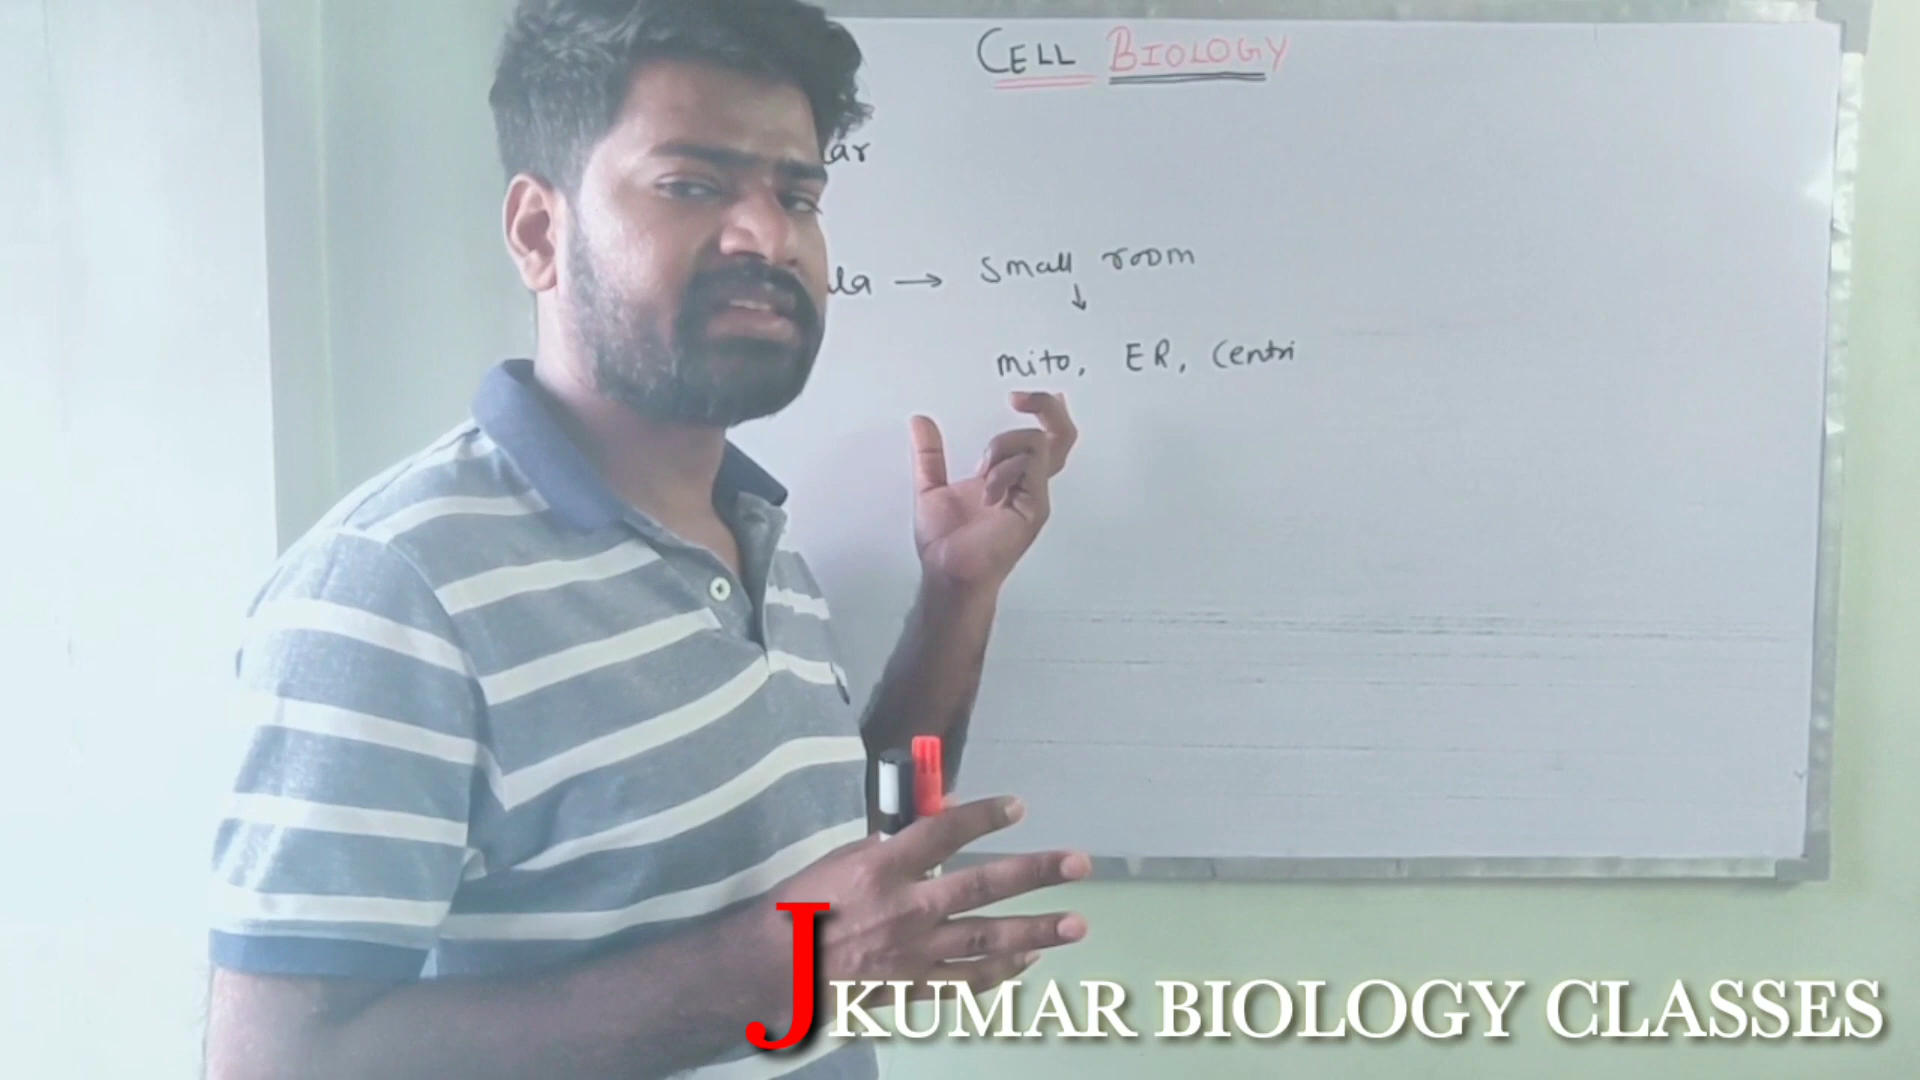 CELL BIOLOGY
ar
la → small room
↓
mito, ER, Centri
JKUMAR BIOLOGY CLASSES